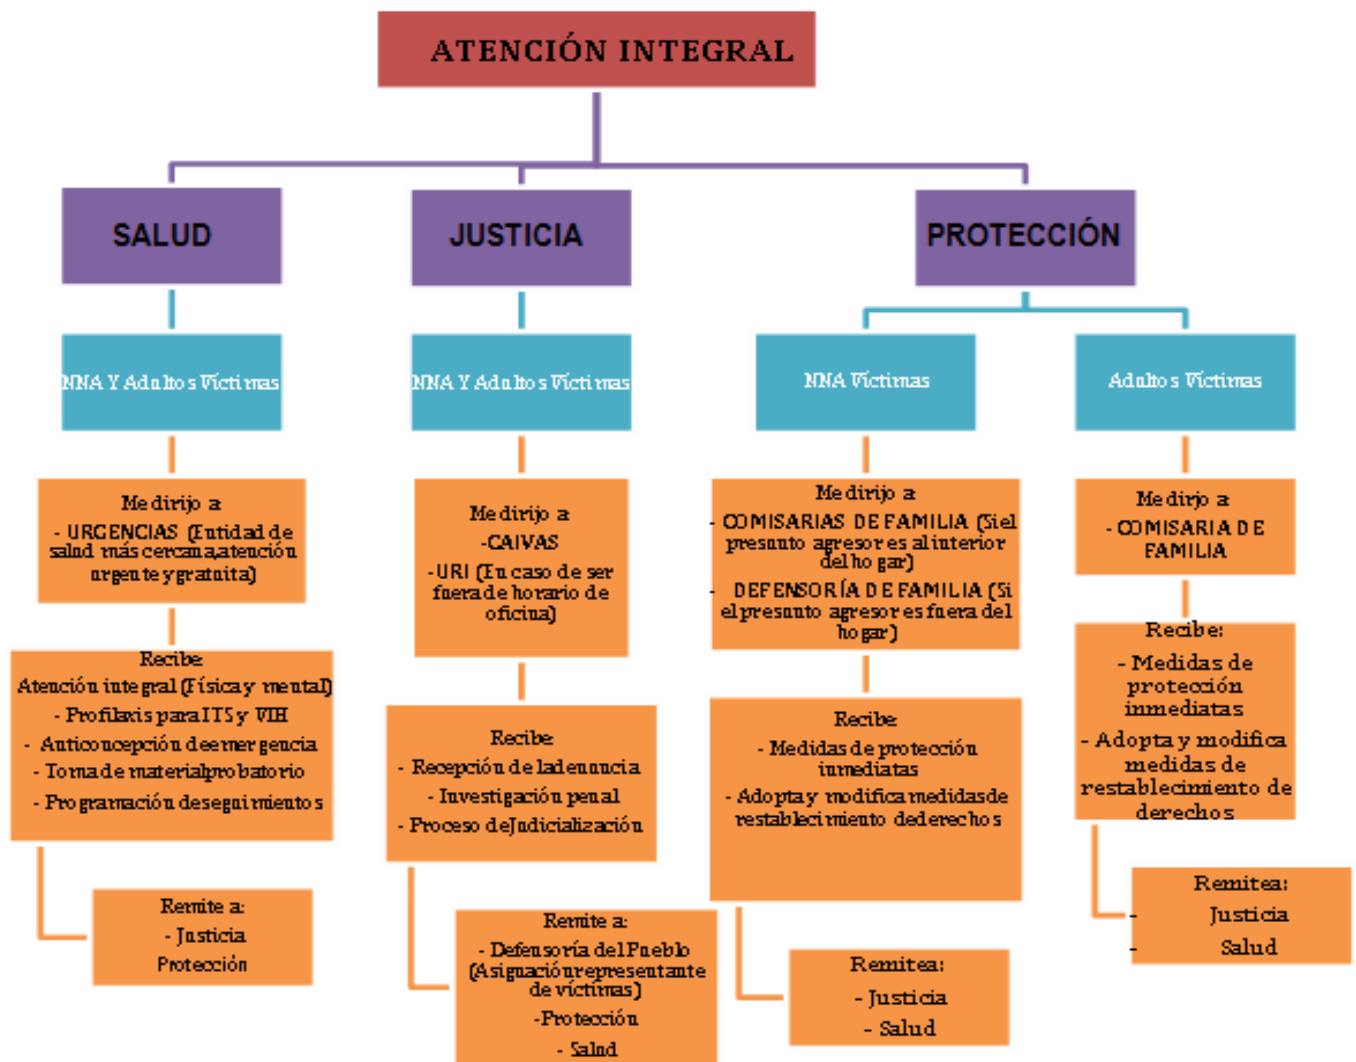 ATENCIÓN INTEGRAL
SALUD
JUSTICIA
PROTECCIÓN
NNA Y Adultos Víctimas
NNA Y Adultos Víctimas
NNA Víctimas
Adultos Víctimas
Me dirijo a:
- URGENCIAS (Entidad de
salud más cercana, atención
urgente y gratuita)
Me dirijo a:
-CAIVAS
-URI (En caso de ser
fuera de horario de
oficina)
Me dirijo a:
- COMISARIAS DE FAMILIA (Si el
presunto agresor es al interior
del hogar)
- DEFENSORÍA DE FAMILIA (Si
el presunto agresor es fuera del
hogar)
Me dirjo a:
- COMISARIA DE
FAMILIA
Recibe:
Atención integral (Física y mental)
- Profilaxis para ITS y VIH
- Anticoncepción de emergencia
- Toma de material probatorio
- Programación de seguimientos
Recibe:
- Recepción de la denuncia
- Investigación penal
- Proceso de Judicialización
Recibe:
- Medidas de protección
inmediatas
- Adopta y modifica medidas de
restablecimiento de derechos
Recibe:
- Medidas de
protección
inmediatas
- Adopta y modifica
medidas de
restablecimiento de
derechos
Remite a:
- Justicia
Protección
Remite a:
- Defensoría del Pueblo
(Asignación representante
de víctimas)
-Protección
- Salud
Remite a:
- Justicia
- Salud
Remite a:
- Justicia
- Salud